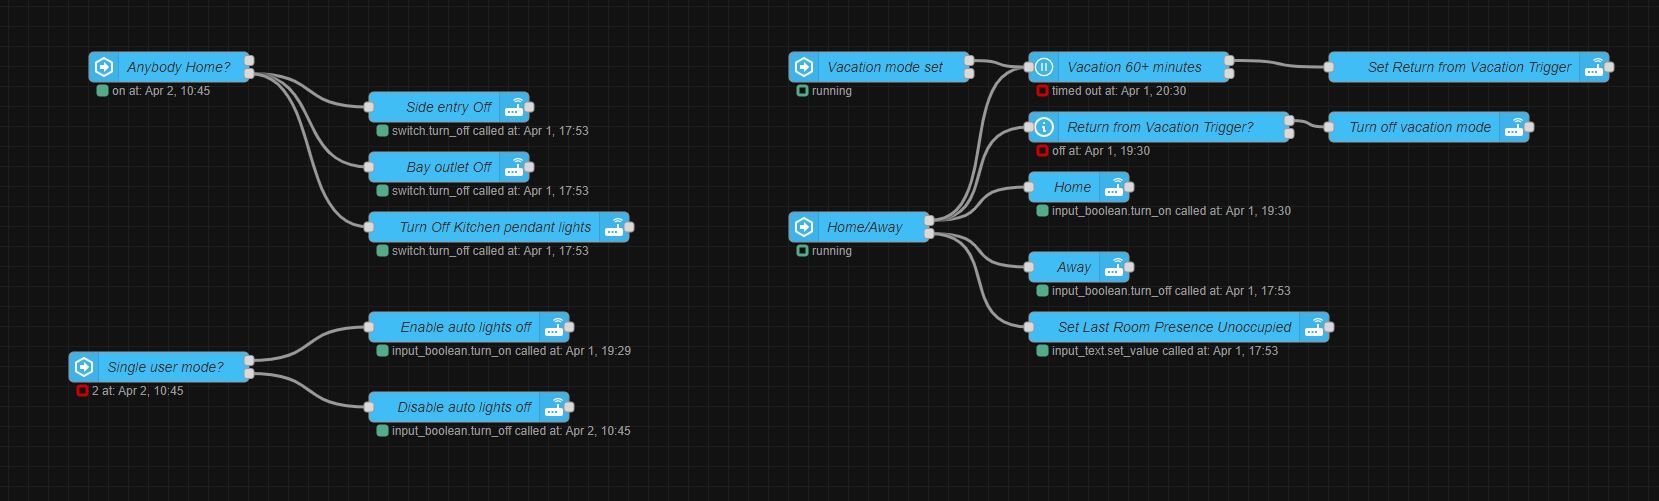 Anybody Home?
on at: Apr 2, 10:45
Side entry Off
switch.turn_off called at: Apr 1, 17:53
Bay outlet Off
switch.turn_off called at: Apr 1, 17:53
Turn Off Kitchen pendant lights
switch.turn_off called at: Apr 1, 17:53
Single user mode?
2 at: Apr 2, 10:45
Enable auto lights off
input_boolean.turn_on called at: Apr 1, 19:29
Disable auto lights off
input_boolean.turn_off called at: Apr 2, 10:45
Vacation mode set
running
Vacation 60+ minutes
timed out at: Apr 1, 20:30
Set Return from Vacation Trigger
Return from Vacation Trigger?
off at: Apr 1, 19:30
Turn off vacation mode
Home/Away
running
Home
input_boolean.turn_on called at: Apr 1, 19:30
Away
input_boolean.turn_off called at: Apr 1, 17:53
Set Last Room Presence Unoccupied
input_text.set_value called at: Apr 1, 17:53